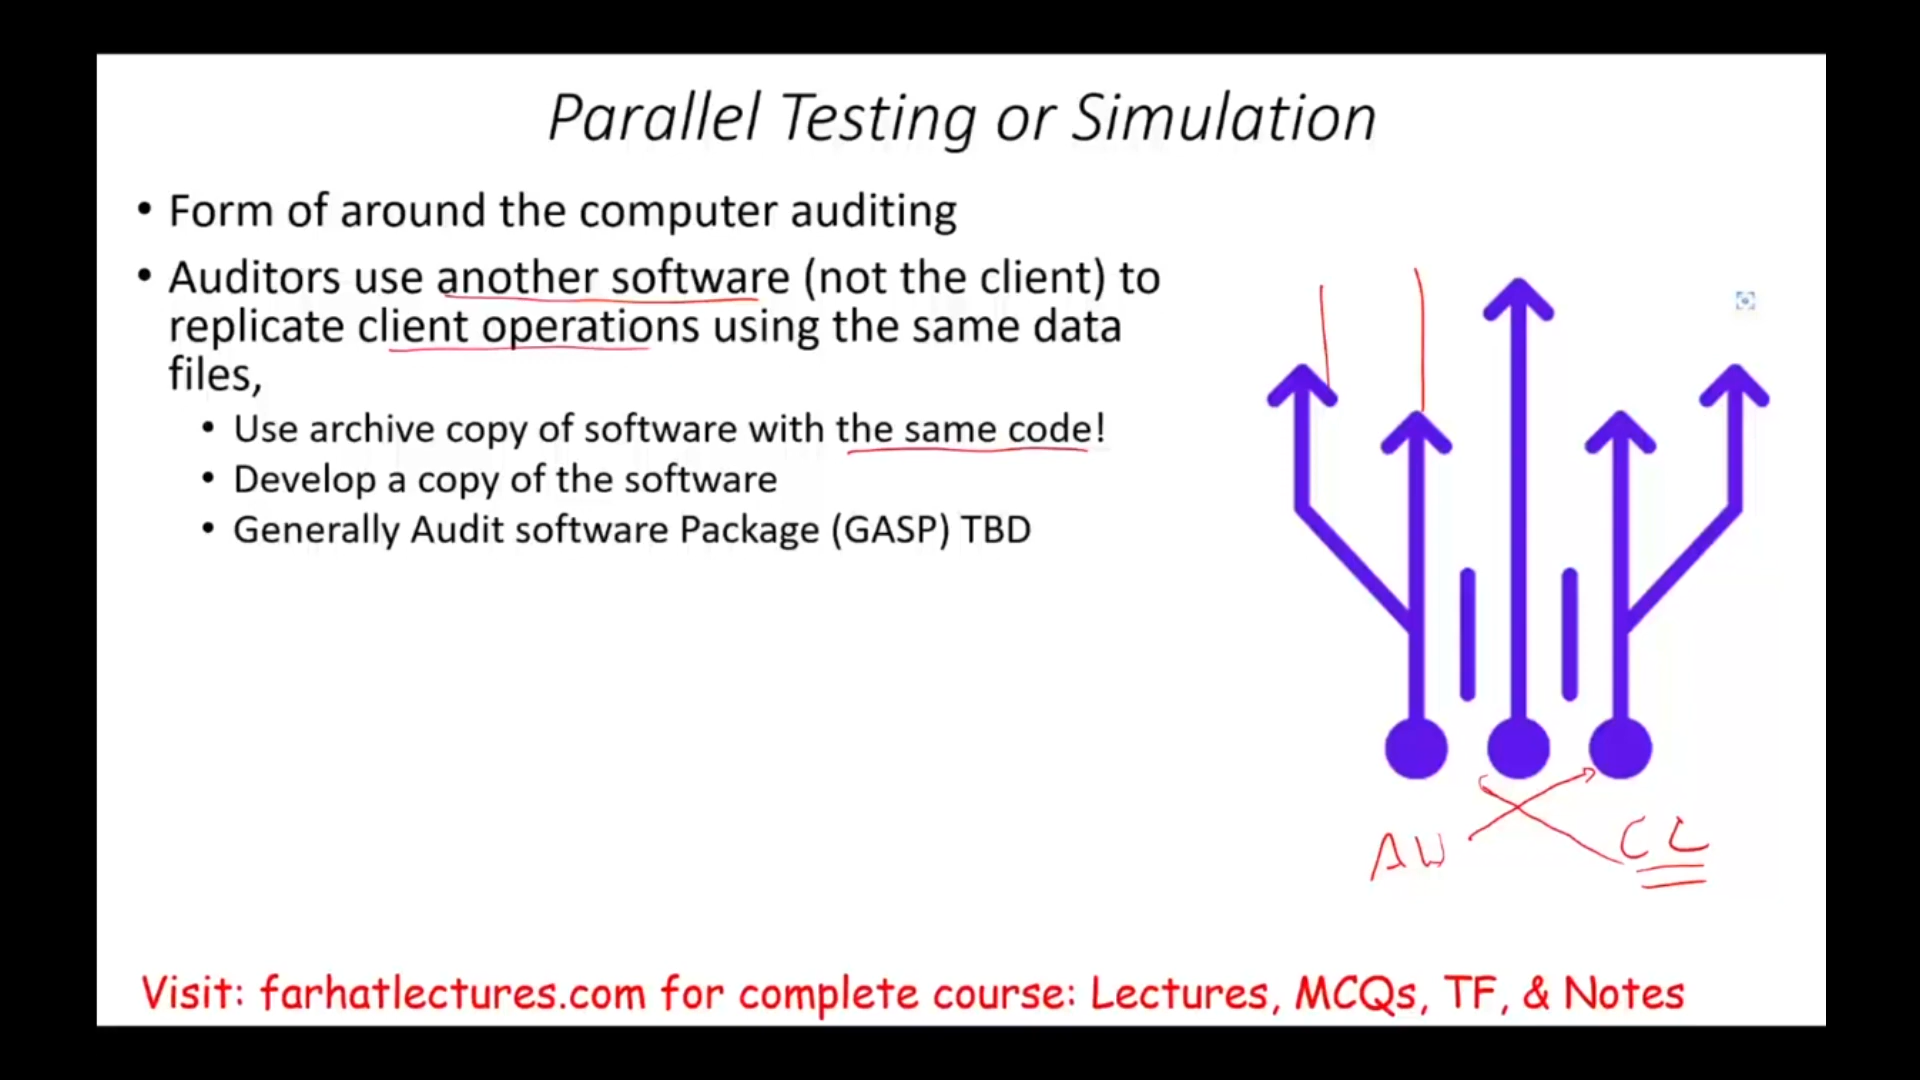 Parallel Testing or Simulation
• Form of around the computer auditing
• Auditors use another software (not the client) to
replicate client operations using the same data
files,
• Use archive copy of software with the same code!
• Develop a copy of the software
• Generally Audit software Package (GASP) TBD
CL
Visit: farhatlectures.com for complete course: Lectures, MCQs, TF, & Notes